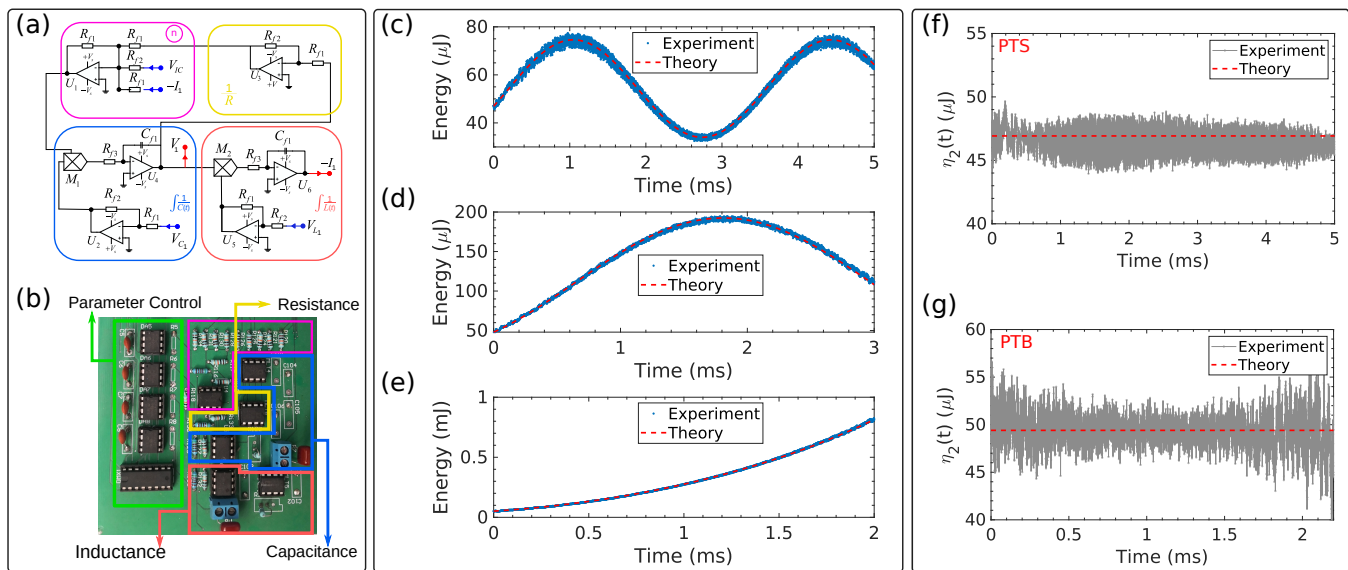 (a)
R_f1
R_f1
n
R_f2
R_f1
R_f2
V_IC
R_f1
-I_1
U_1
U_3
1/R
C_f1
V_1
M_1
R_f3
U_4
R_f2
U_2
R_f1
V_C1
∫1/C(t)
M_2
R_f3
C_f1
U_6
R_f1
U_5
R_f2
V_L1
∫1/L(t)
(b)
Parameter Control
Resistance
Inductance
Capacitance
(c)
80
60
40
Energy (μJ)
Experiment
Theory
0 1 2 3 4 5
Time (ms)
(d)
200
150
100
50
Energy (μJ)
Experiment
Theory
0 1 2 3
Time (ms)
(e)
1
0.5
0
Energy (mJ)
Experiment
Theory
0 0.5 1 1.5 2
Time (ms)
(f)
PTS
50
45
40
η_2(t) (μJ)
Experiment
Theory
0 1 2 3 4 5
Time (ms)
(g)
PTB
60
55
50
45
40
η_2(t) (μJ)
Experiment
Theory
0 0.5 1 1.5 2
Time (ms)